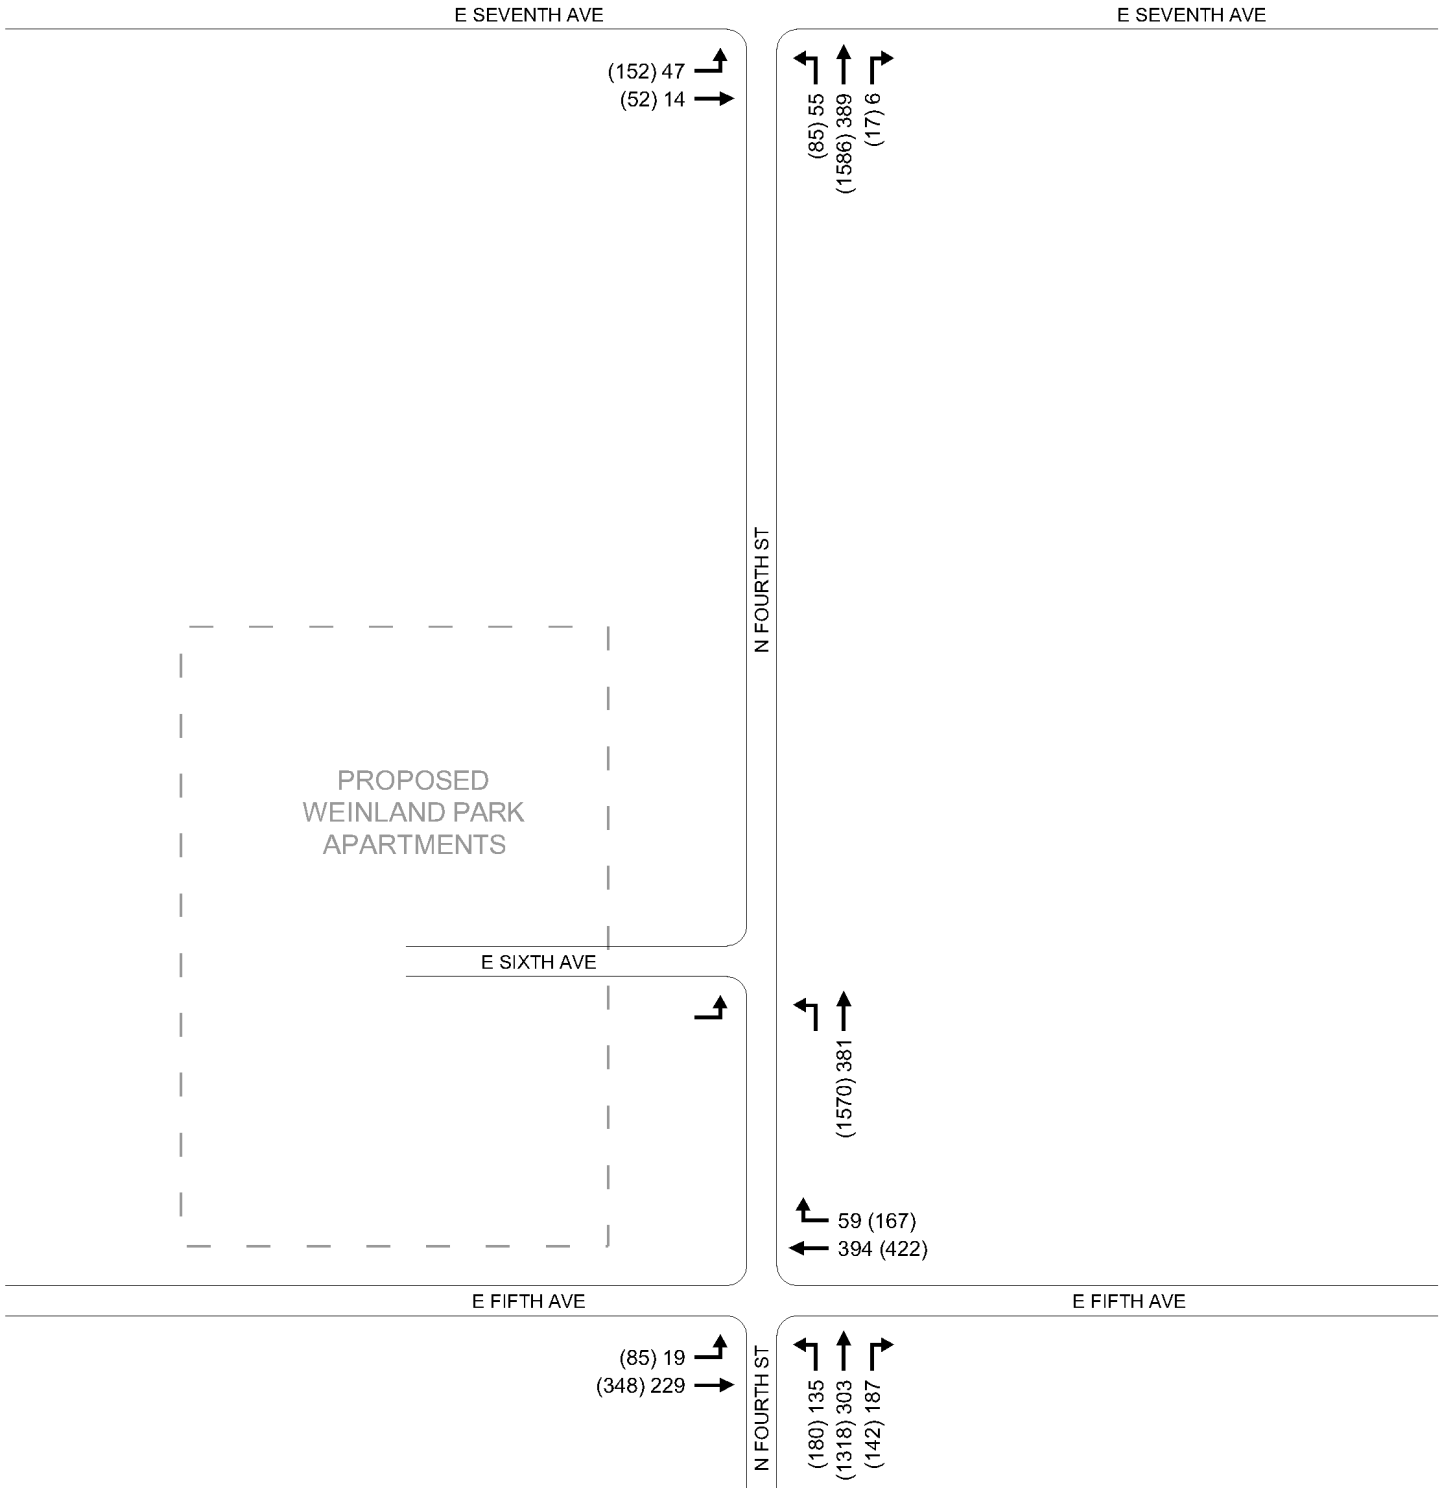 E SEVENTH AVE
E SEVENTH AVE
(152) 47
(52) 14
(85) 55
(1586) 389
(17) 6
N FOURTH ST
PROPOSED
WEINLAND PARK
APARTMENTS
E SIXTH AVE
(1570) 381
59 (167)
394 (422)
E FIFTH AVE
E FIFTH AVE
(85) 19
(348) 229
N FOURTH ST
(180) 135
(1318) 303
(142) 187